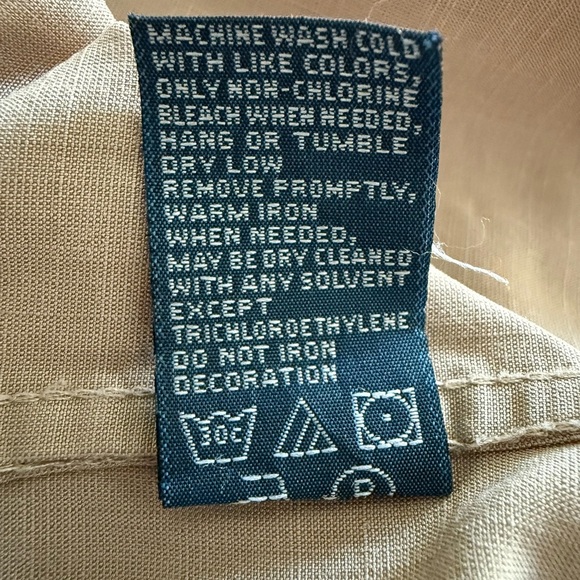 MACHINE WASH COLD
WITH LIKE COLORS,
ONLY NON-CHLORINE
BLEACH WHEN NEEDED,
HANG OR TUMBLE
DRY LOW
REMOVE PROMPTLY,
WARM IRON
WHEN NEEDED,
MAY BE DRY CLEANED
WITH ANY SOLVENT
EXCEPT
TRICHLOROETHYLENE
DO NOT IRON
DECORATION
30C
P